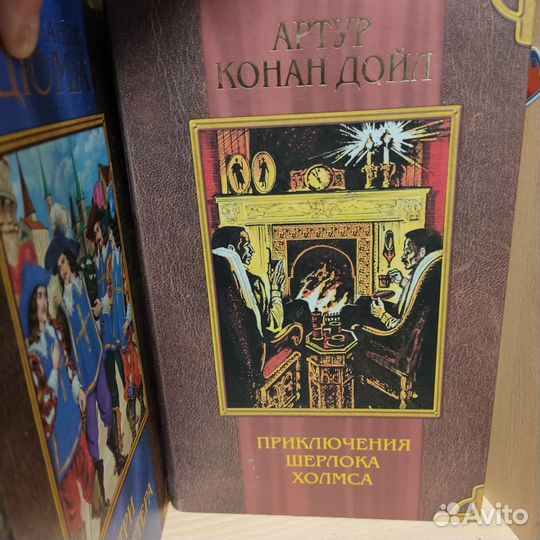 ДЮМА
АРТУР
КОНАН ДОЙЛ
ПРИКЛЮЧЕНИЯ
ШЕРЛОКА
ХОЛМСА
Avito